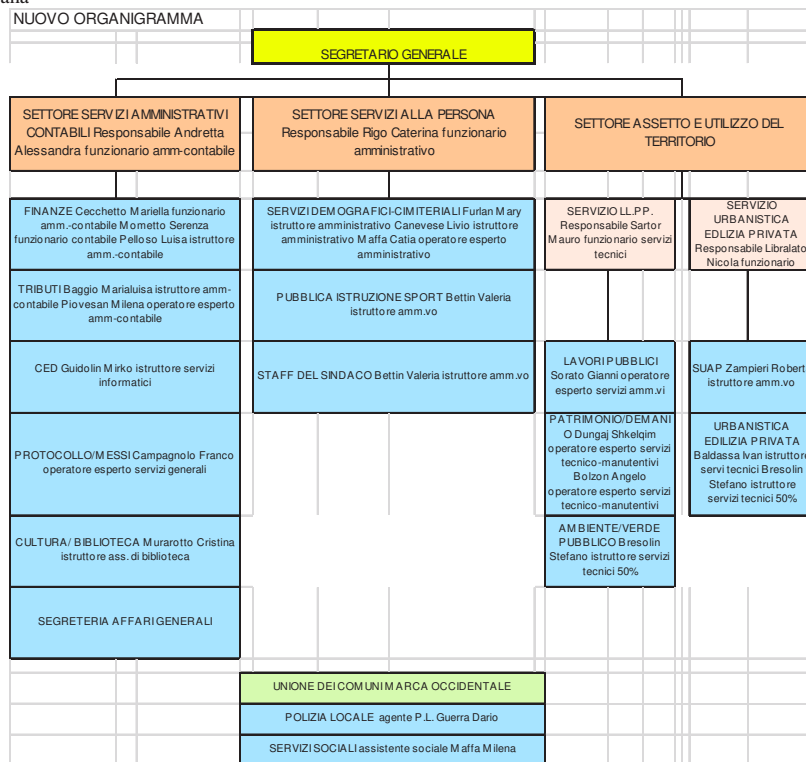 NUOVO ORGANIGRAMMA
SEGRETARIO GENERALE
SETTORE SERVIZI AMMINISTRATIVI
CONTABILI Responsabile Andretta
Alessandra funzionario amm-contabile
SETTORE SERVIZI ALLA PERSONA
Responsabile Rigo Caterina funzionario
amministrativo
SETTORE ASSETTO E UTILIZZO DEL
TERRITORIO
FINANZE Cecchetto Mariella funzionario
amm.-contabile Mometto Serenza
funzionario contabile Pelloso Luisa istruttore
amm.-contabile
SERVIZI DEMOGRAFICI-CIMITERIALI Furlan Mary
istruttore amministrativo Canevese Livio istruttore
amministrativo Maffa Catia operatore esperto
amministrativo
SERVIZIO LL.PP.
Responsabile Sartor
Mauro funzionario servizi
tecnici
SERVIZIO
URBANISTICA
EDLIZIA PRIVATA
Responsabile Libralato
Nicola funzionario
TRIBUTI Baggio Marialuisa istruttore amm-
contabile Piovesan Milena operatore esperto
amm-contabile
PUBBLICA ISTRUZIONE SPORT Bettin Valeria
istruttore amm.vo
CED Guidolin Mirko istruttore servizi
informatici
STAFF DEL SINDACO Bettin Valeria istruttore amm.vo
LAVORI PUBBLICI
Sorato Gianni operatore
esperto servizi amm.vi
SUAP Zampieri Robert
istruttore amm.vo
PROTOCOLLO/MESSI Campagnolo Franco
operatore esperto servizi generali
PATRIMONIO/DEMANI
O Dungaj Shkelqim
operatore esperto servizi
tecnico-manutentivi
Bolzon Angelo
operatore esperto servizi
tecnico-manutentivi
URBANISTICA
EDILIZIA PRIVATA
Baldassa Ivan istruttore
servi tecnici Bresolin
Stefano istruttore
servizi tecnici 50%
CULTURA/ BIBLIOTECA Murarotto Cristina
istruttore ass. di biblioteca
AMBIENTE/VERDE
PUBBLICO Bresolin
Stefano istruttore servizi
tecnici 50%
SEGRETERIA AFFARI GENERALI
UNIONE DEI COMUNI MARCA OCCIDENTALE
POLIZIA LOCALE agente P.L. Guerra Dario
SERVIZI SOCIALI assistente sociale Maffa Milena